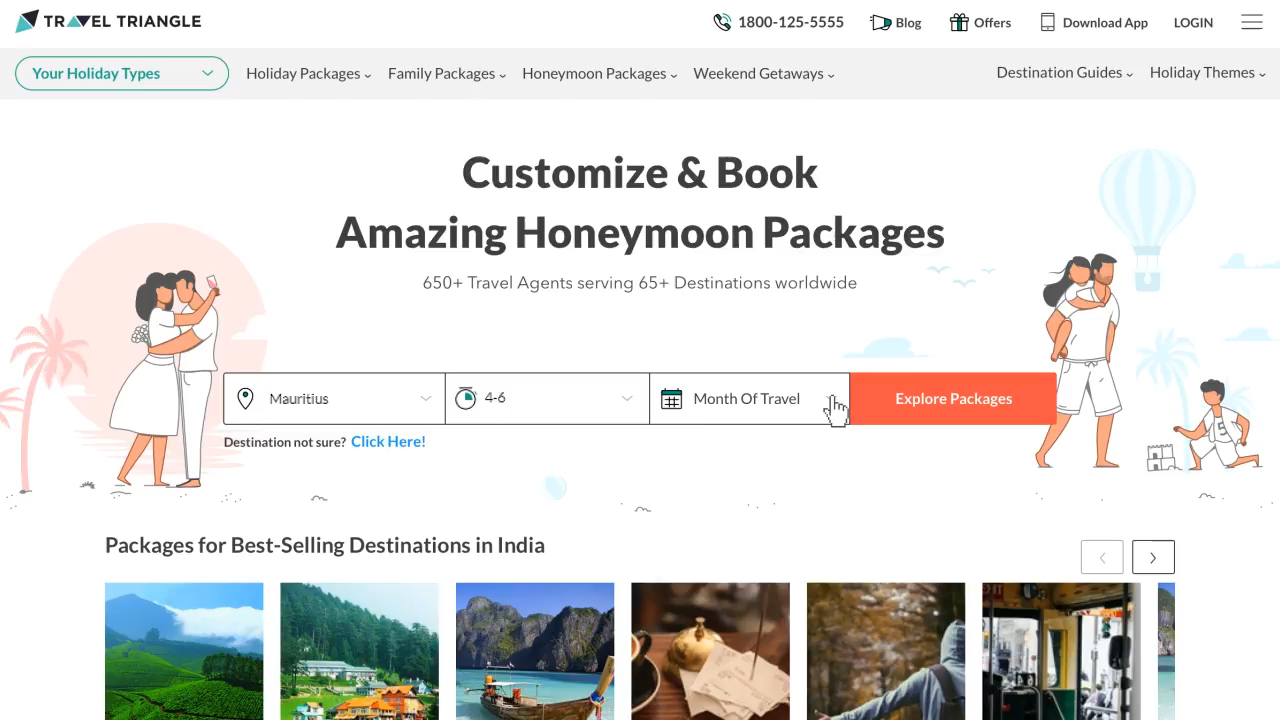 TRAVEL TRIANGLE
1800-125-5555
Blog
Offers
Download App
LOGIN
Your Holiday Types
Holiday Packages
Family Packages
Honeymoon Packages
Weekend Getaways
Destination Guides
Holiday Themes
Customize & Book
Amazing Honeymoon Packages
650+ Travel Agents serving 65+ Destinations worldwide
Mauritius
4-6
Month Of Travel
Explore Packages
Destination not sure? Click Here!
Packages for Best-Selling Destinations in India